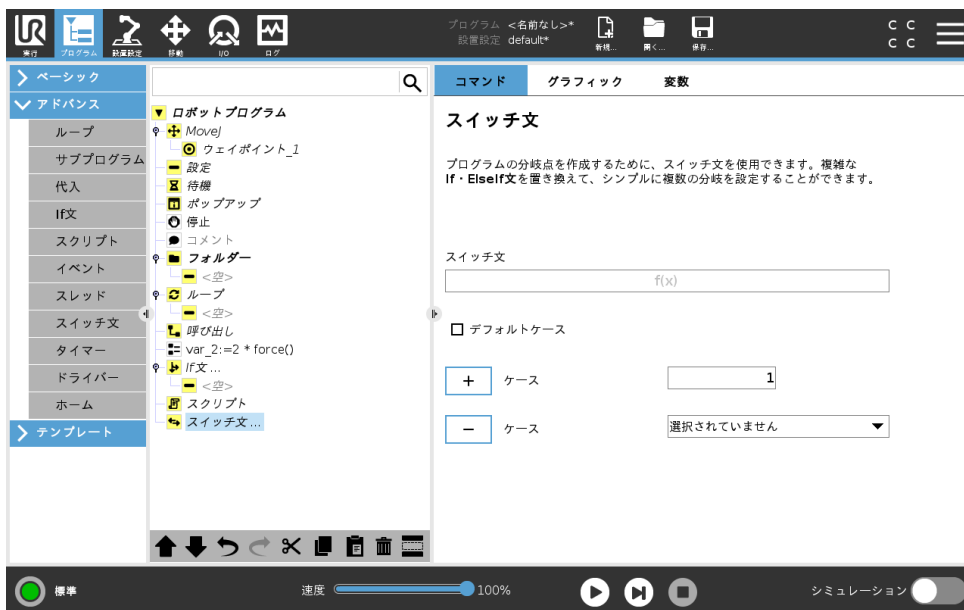 UR
実行
プログラム
設置設定
移動
I/O
ログ
プログラム <名前なし>*
設置設定 default*
新規...
開く...
保存...
C C
C C
ベーシック
アドバンス
ループ
サブプログラム
代入
If文
スクリプト
イベント
スレッド
スイッチ文
タイマー
ドライバー
ホーム
テンプレート
ロボットプログラム
MoveJ
ウェイポイント_1
設定
待機
ポップアップ
停止
コメント
フォルダー
<空>
ループ
<空>
呼び出し
var_2:=2 * force()
If文 ...
<空>
スクリプト
スイッチ文 ...
コマンド
グラフィック
変数
スイッチ文
プログラムの分岐点を作成するために、スイッチ文を使用できます。複雑な
If・ElseIf文を置き換えて、シンプルに複数の分岐を設定することができます。
スイッチ文
f(x)
デフォルトケース
+ ケース 1
− ケース 選択されていません
標準
速度 100%
シミュレーション